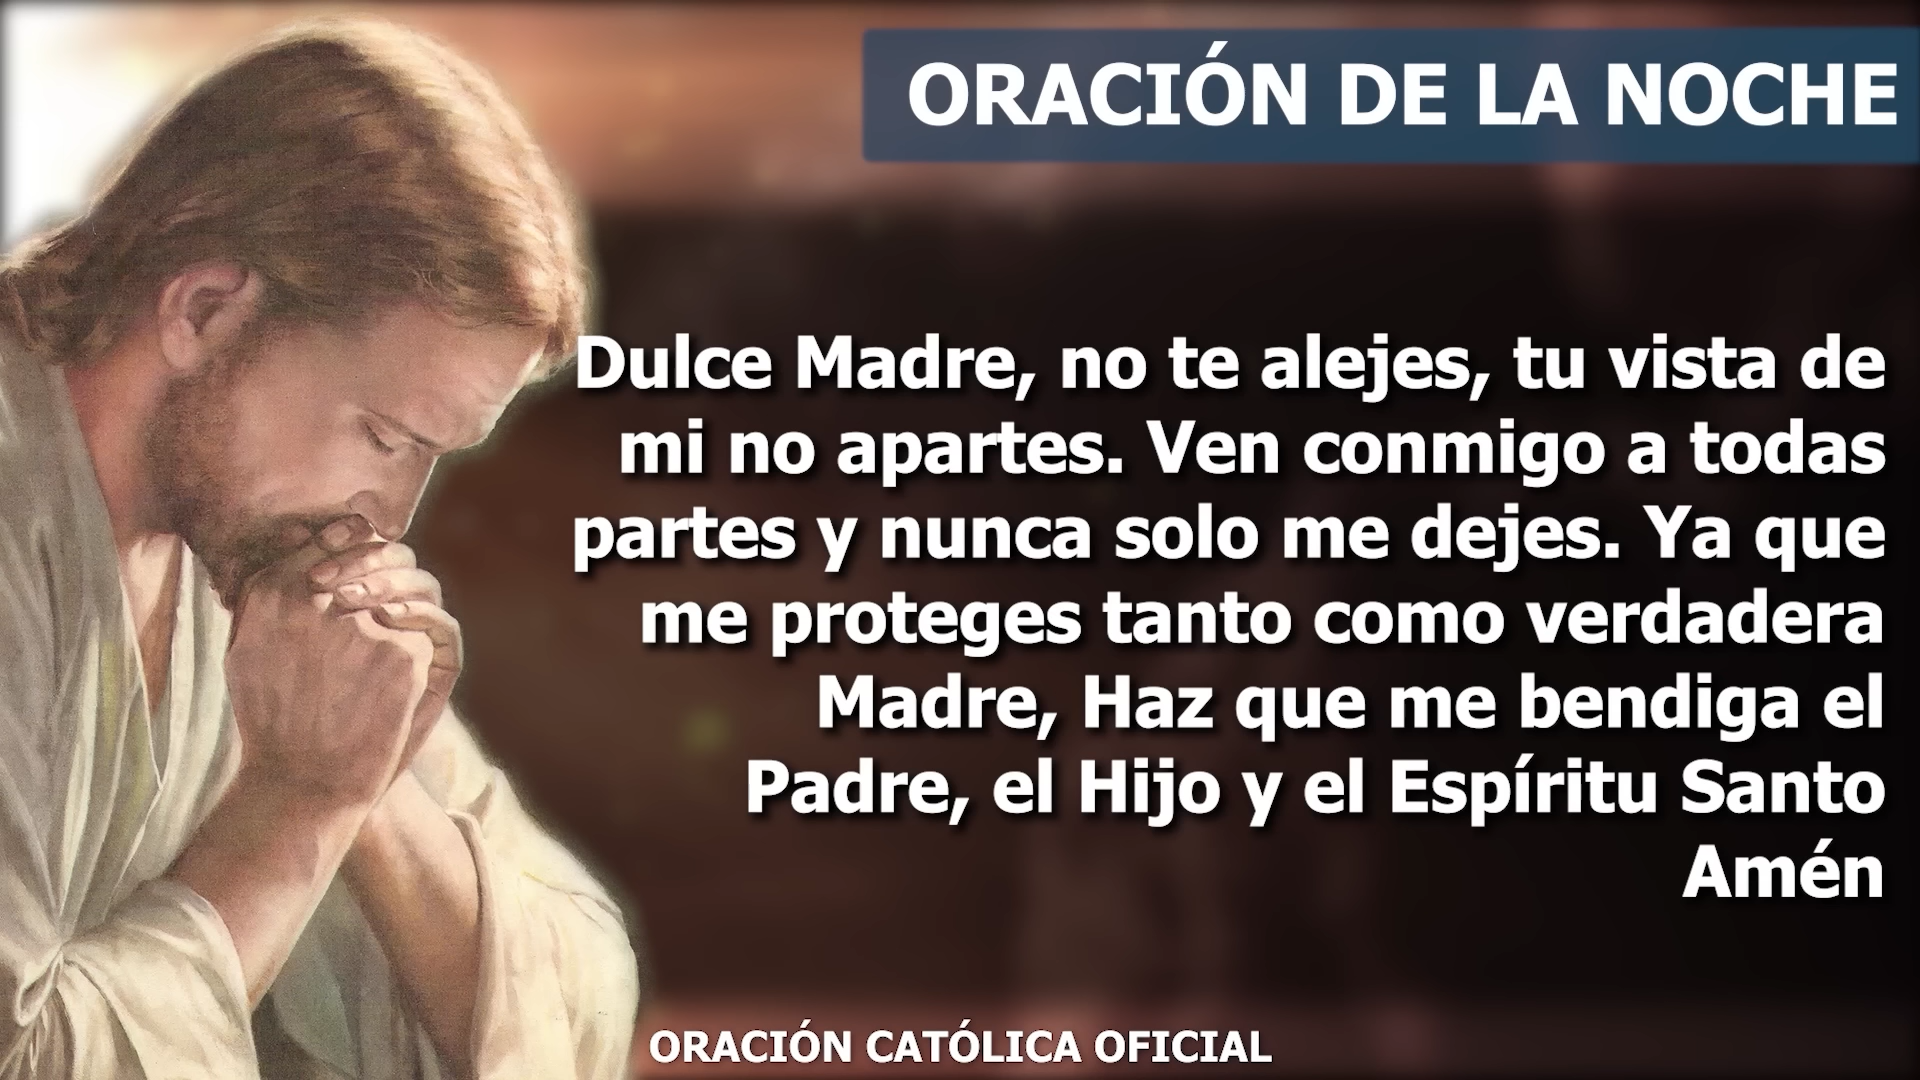 ORACIÓN DE LA NOCHE
Dulce Madre, no te alejes, tu vista de
mi no apartes. Ven conmigo a todas
partes y nunca solo me dejes. Ya que
me proteges tanto como verdadera
Madre, Haz que me bendiga el
Padre, el Hijo y el Espíritu Santo
Amén
ORACIÓN CATÓLICA OFICIAL